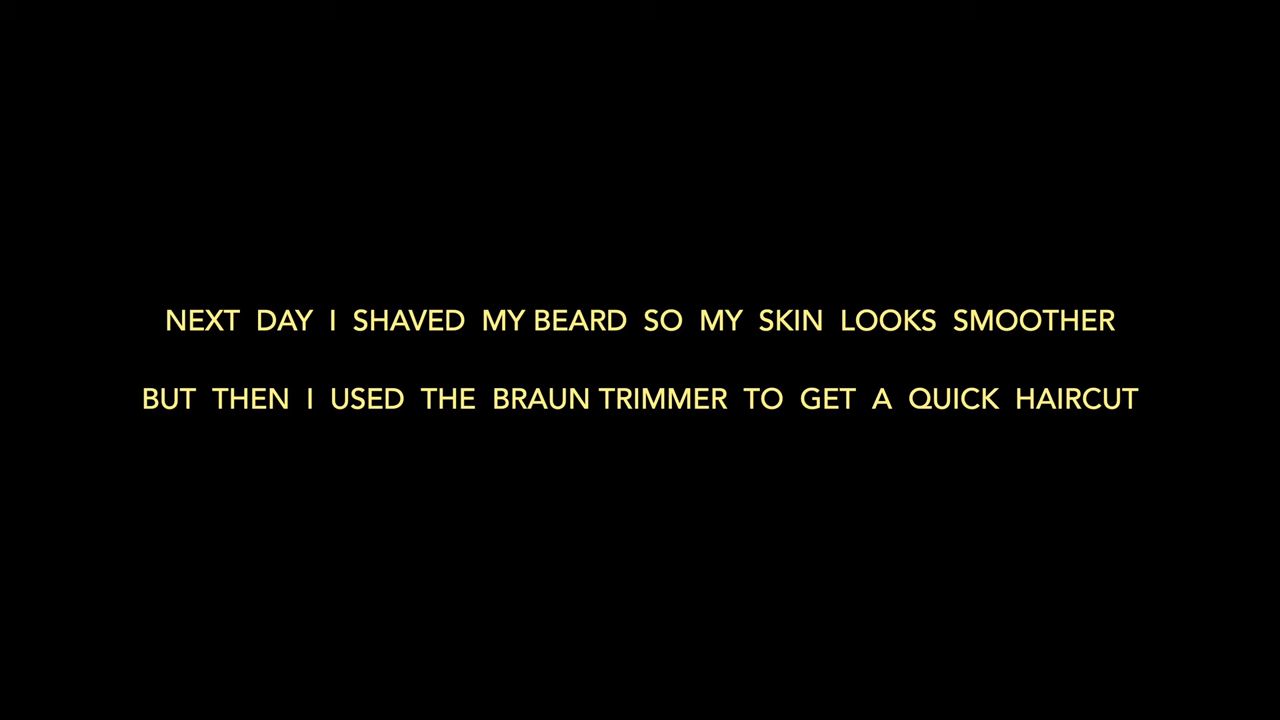 NEXT DAY I SHAVED MY BEARD SO MY SKIN LOOKS SMOOTHER
BUT THEN I USED THE BRAUN TRIMMER TO GET A QUICK HAIRCUT